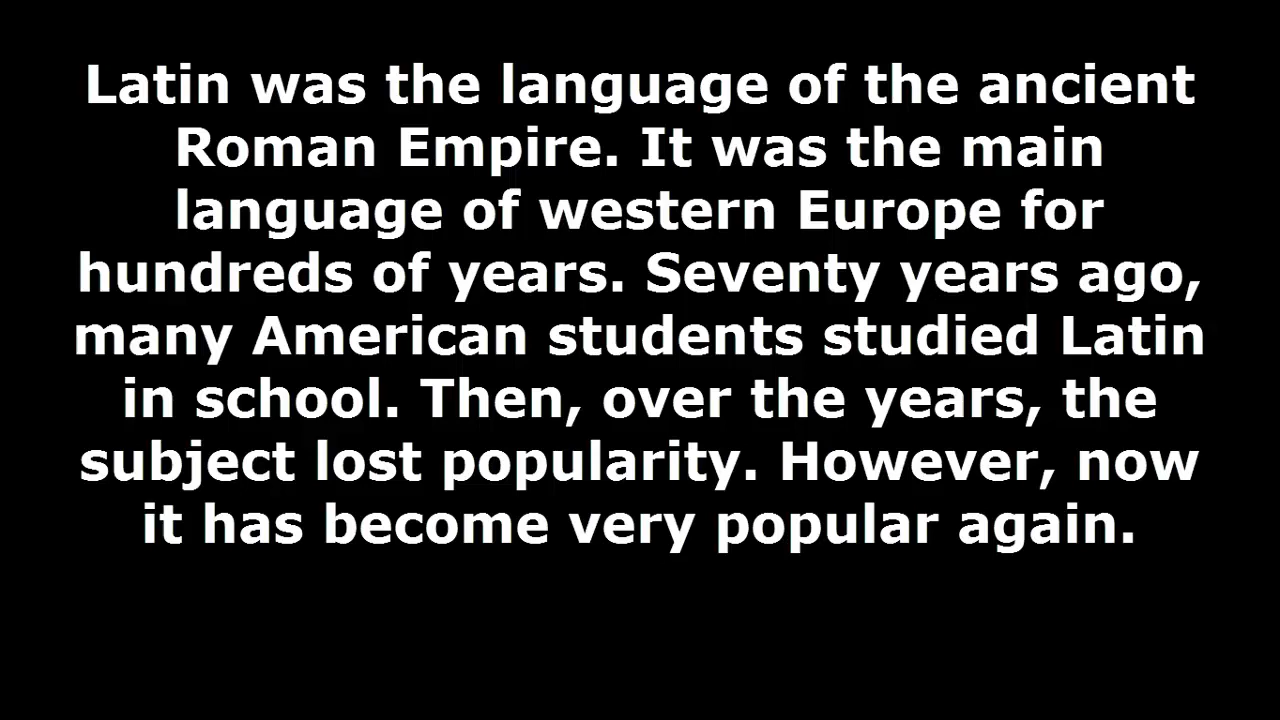 Latin was the language of the ancient
Roman Empire. It was the main
language of western Europe for
hundreds of years. Seventy years ago,
many American students studied Latin
in school. Then, over the years, the
subject lost popularity. However, now
it has become very popular again.